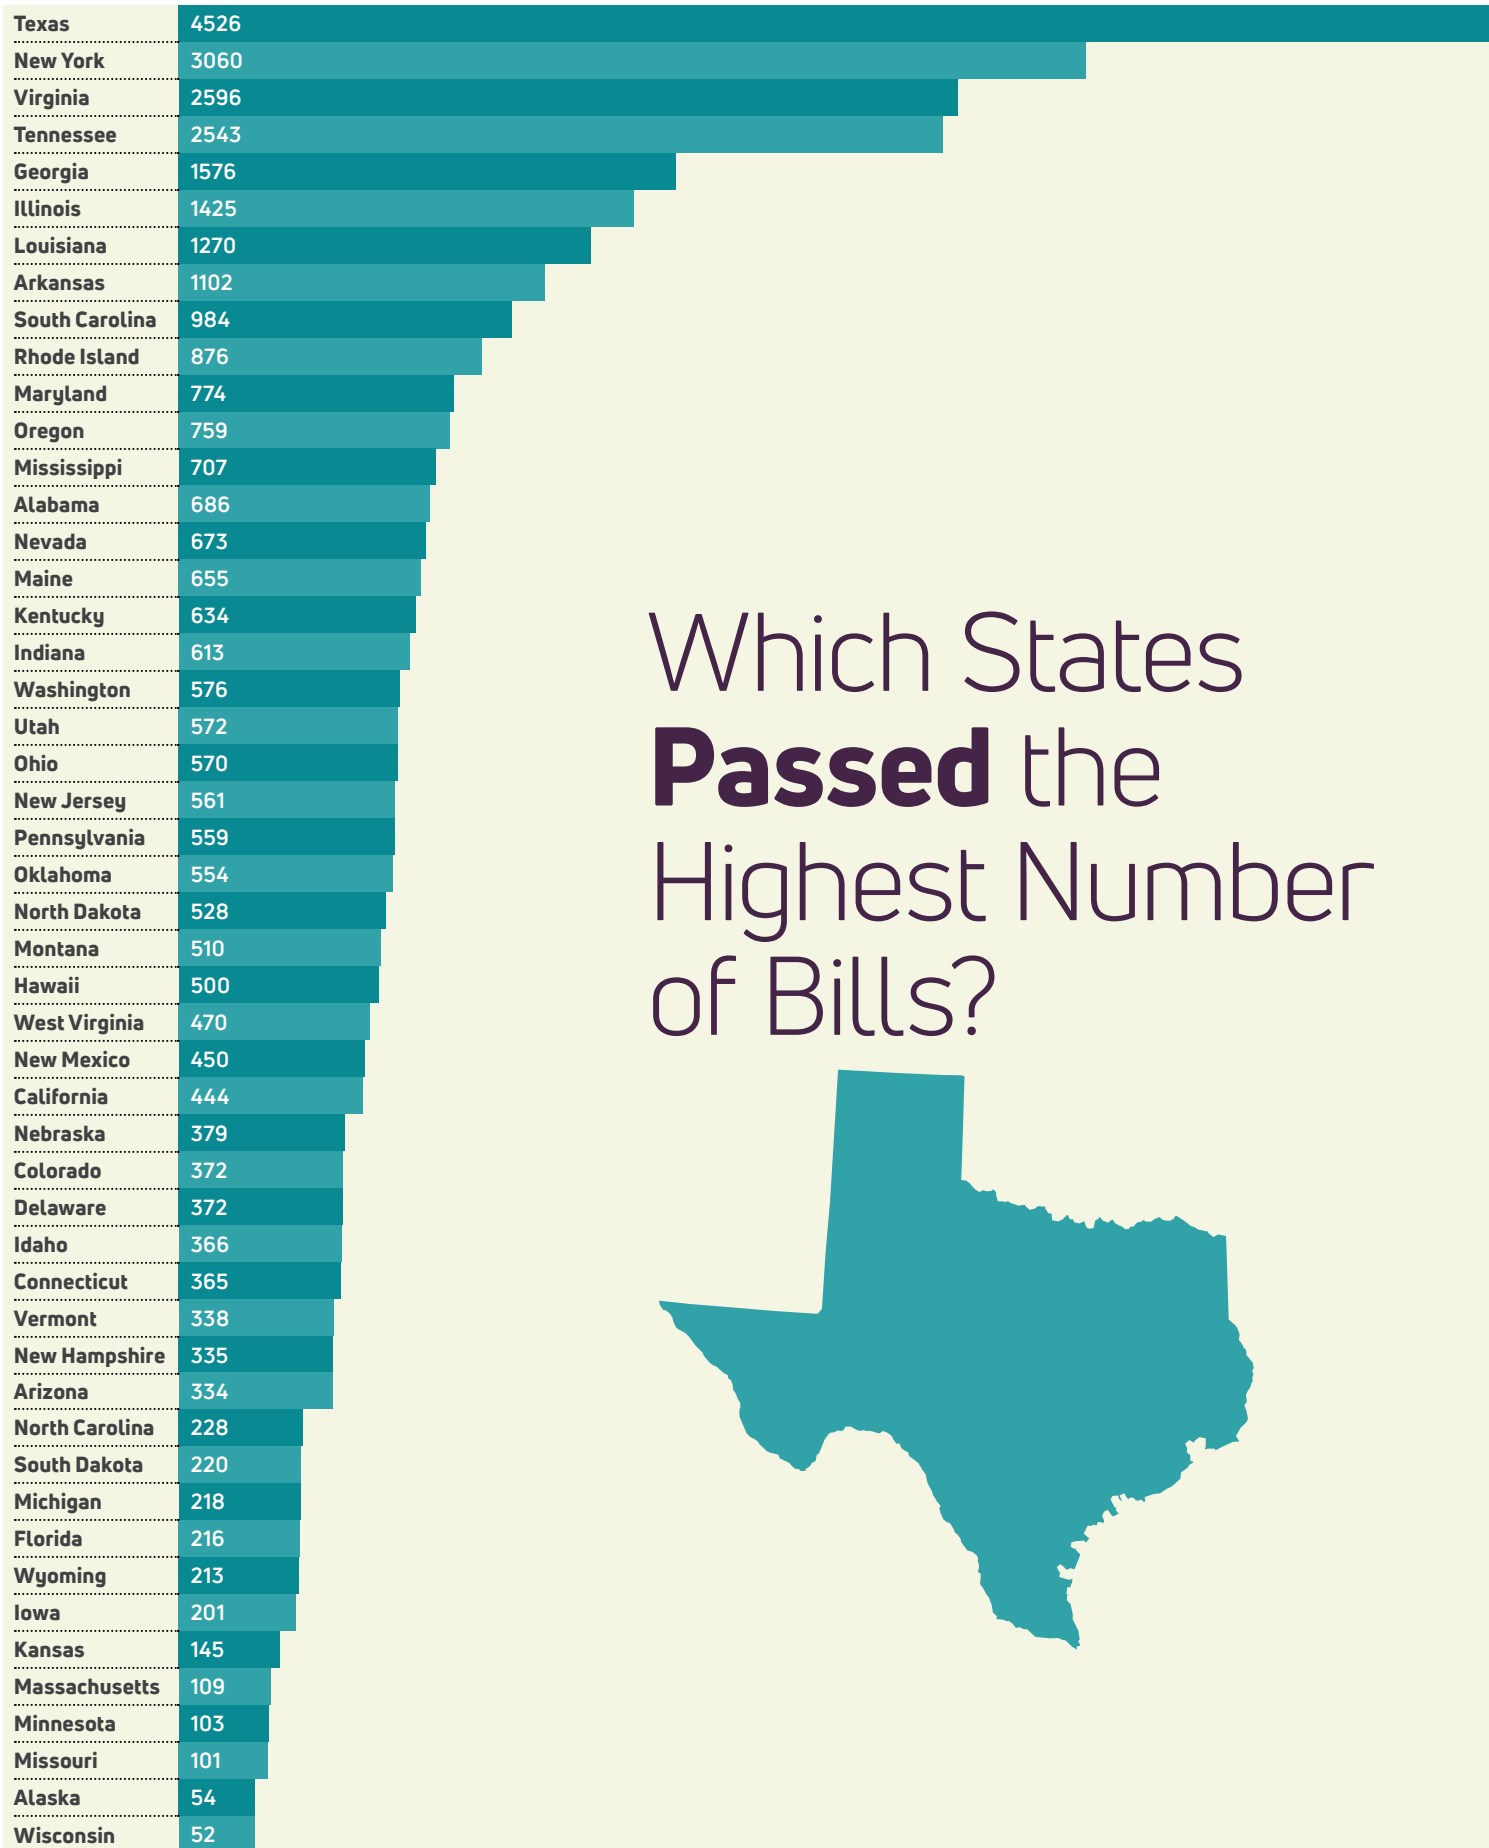 Texas 4526
New York 3060
Virginia 2596
Tennessee 2543
Georgia 1576
Illinois 1425
Louisiana 1270
Arkansas 1102
South Carolina 984
Rhode Island 876
Maryland 774
Oregon 759
Mississippi 707
Alabama 686
Nevada 673
Maine 655
Kentucky 634
Indiana 613
Washington 576
Utah 572
Ohio 570
New Jersey 561
Pennsylvania 559
Oklahoma 554
North Dakota 528
Montana 510
Hawaii 500
West Virginia 470
New Mexico 450
California 444
Nebraska 379
Colorado 372
Delaware 372
Idaho 366
Connecticut 365
Vermont 338
New Hampshire 335
Arizona 334
North Carolina 228
South Dakota 220
Michigan 218
Florida 216
Wyoming 213
Iowa 201
Kansas 145
Massachusetts 109
Minnesota 103
Missouri 101
Alaska 54
Wisconsin 52
Which States
Passed the
Highest Number
of Bills?